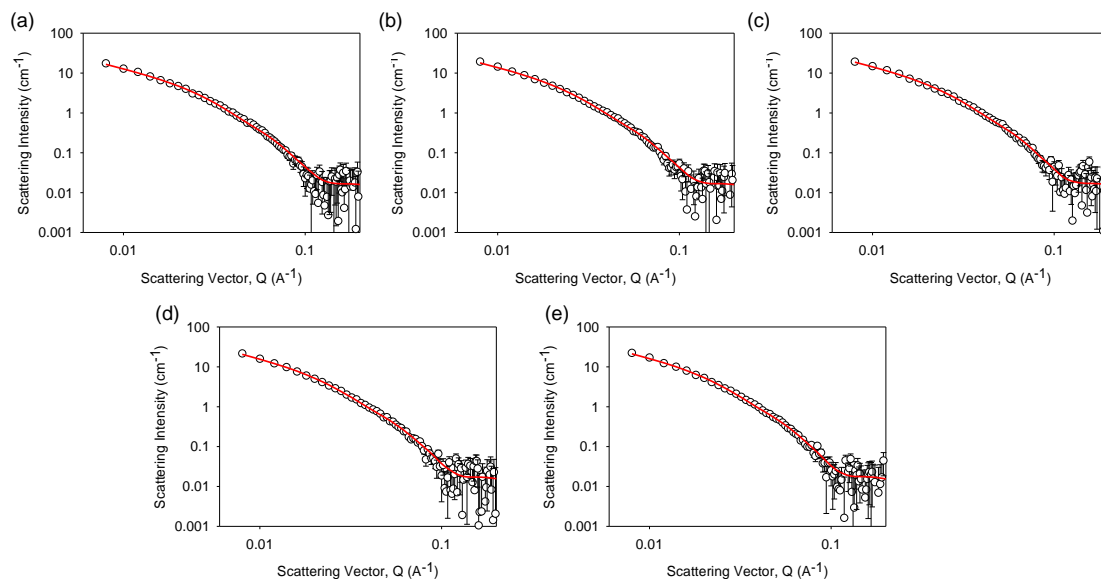 (a)
100
10
1
0.1
0.01
0.001
Scattering Intensity (cm⁻¹)
0.01 0.1
Scattering Vector, Q (A⁻¹)
(b)
100
10
1
0.1
0.01
0.001
Scattering Intensity (cm⁻¹)
0.01 0.1
Scattering Vector, Q (A⁻¹)
(c)
100
10
1
0.1
0.01
0.001
Scattering Intensity (cm⁻¹)
0.01 0.1
Scattering Vector, Q (A⁻¹)
(d)
100
10
1
0.1
0.01
0.001
Scattering Intensity (cm⁻¹)
0.01 0.1
Scattering Vector, Q (A⁻¹)
(e)
100
10
1
0.1
0.01
0.001
Scattering Intensity (cm⁻¹)
0.01 0.1
Scattering Vector, Q (A⁻¹)